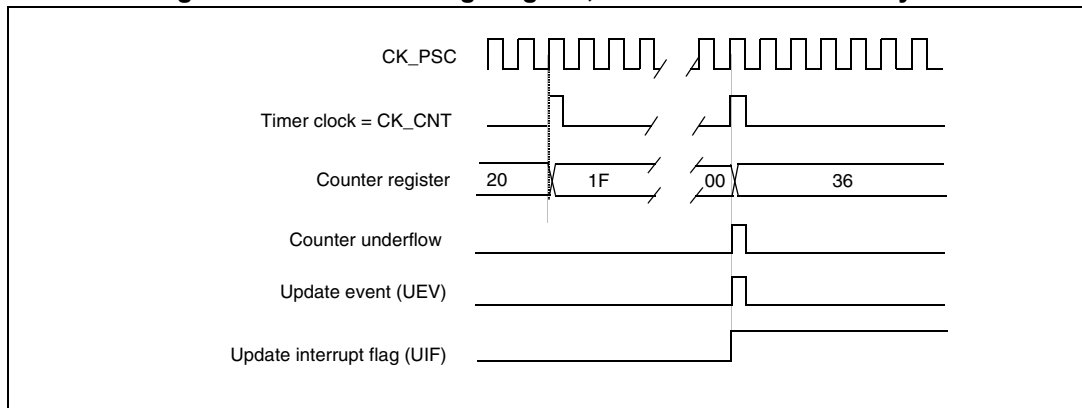 CK_PSC
Timer clock = CK_CNT
Counter register 20 1F 00 36
Counter underflow
Update event (UEV)
Update interrupt flag (UIF)